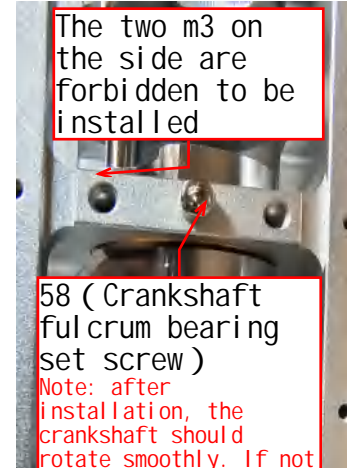 The two m3 on
the side are
forbidden to be
installed
58 (Crankshaft
fulcrum bearing
set screw)
Note: after
installation, the
crankshaft should
rotate smoothly. If not